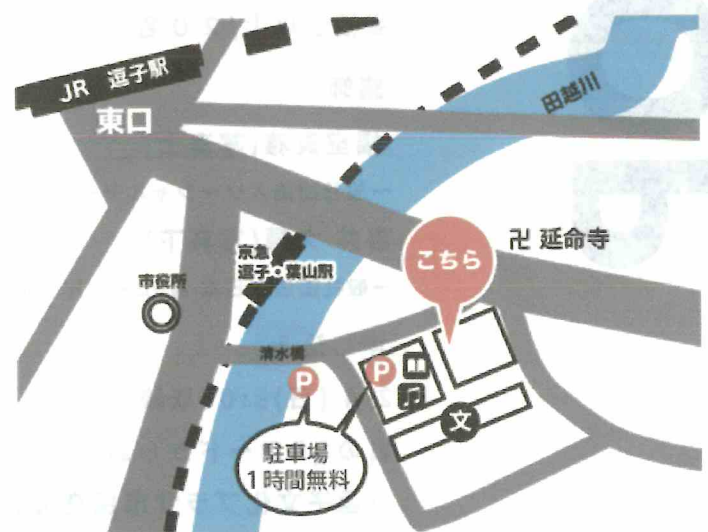 JR 逗子駅
東口
田越川
卍 延命寺
京急
逗子・葉山駅
こちら
市役所
清水橋
P
P
文
駐車場
1時間無料